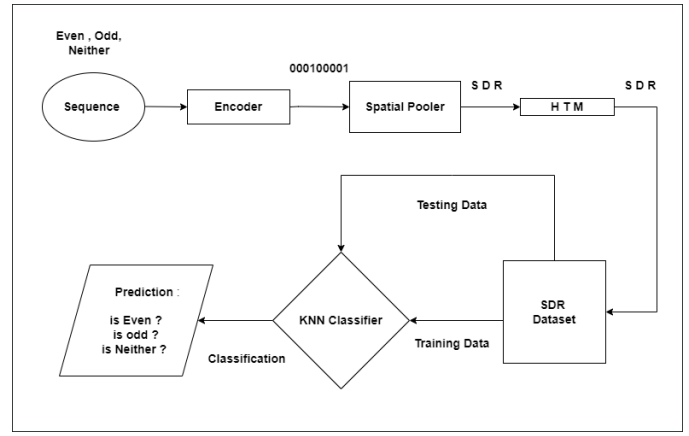 Even , Odd,
Neither
Sequence
Encoder
000100001
Spatial Pooler
S D R
H T M
S D R
Testing Data
SDR
Dataset
Training Data
KNN Classifier
Classification
Prediction :
is Even ?
is odd ?
is Neither ?